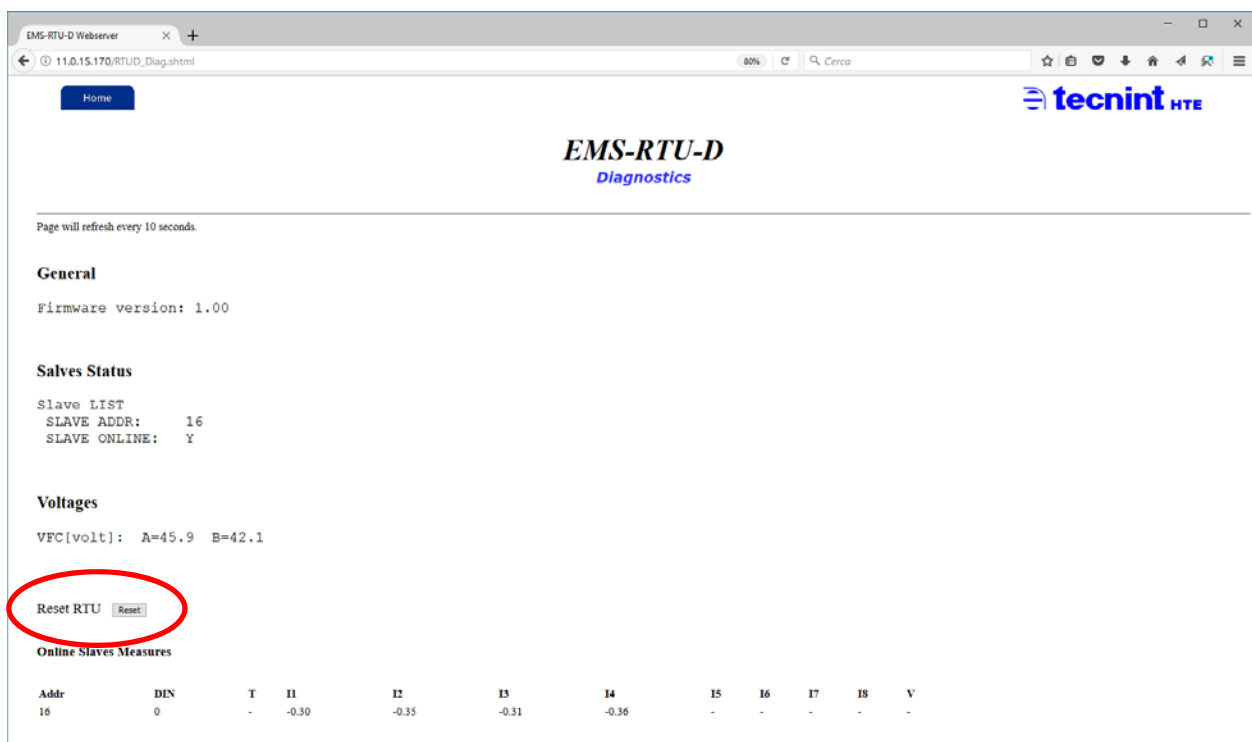 EMS-RTU-D Webserver
11.0.15.170/RTUD_Diag.shtml 80% Cerca
Home
tecnint HTE
EMS-RTU-D
Diagnostics
Page will refresh every 10 seconds.
General
Firmware version: 1.00
Salves Status
Slave LIST
SLAVE ADDR: 16
SLAVE ONLINE: Y
Voltages
VFC[volt]: A=45.9 B=42.1
Reset RTU Reset
Online Slaves Measures
Addr DIN T I1 I2 I3 I4 I5 I6 I7 I8 V
16 0 - -0.30 -0.35 -0.31 -0.36 - - - - -